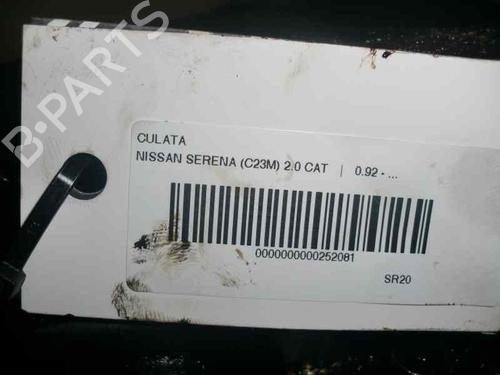 B-PARTS
CULATA
NISSAN SERENA (C23M) 2.0 CAT | 0.92 - ...
0000000000252081
SR20